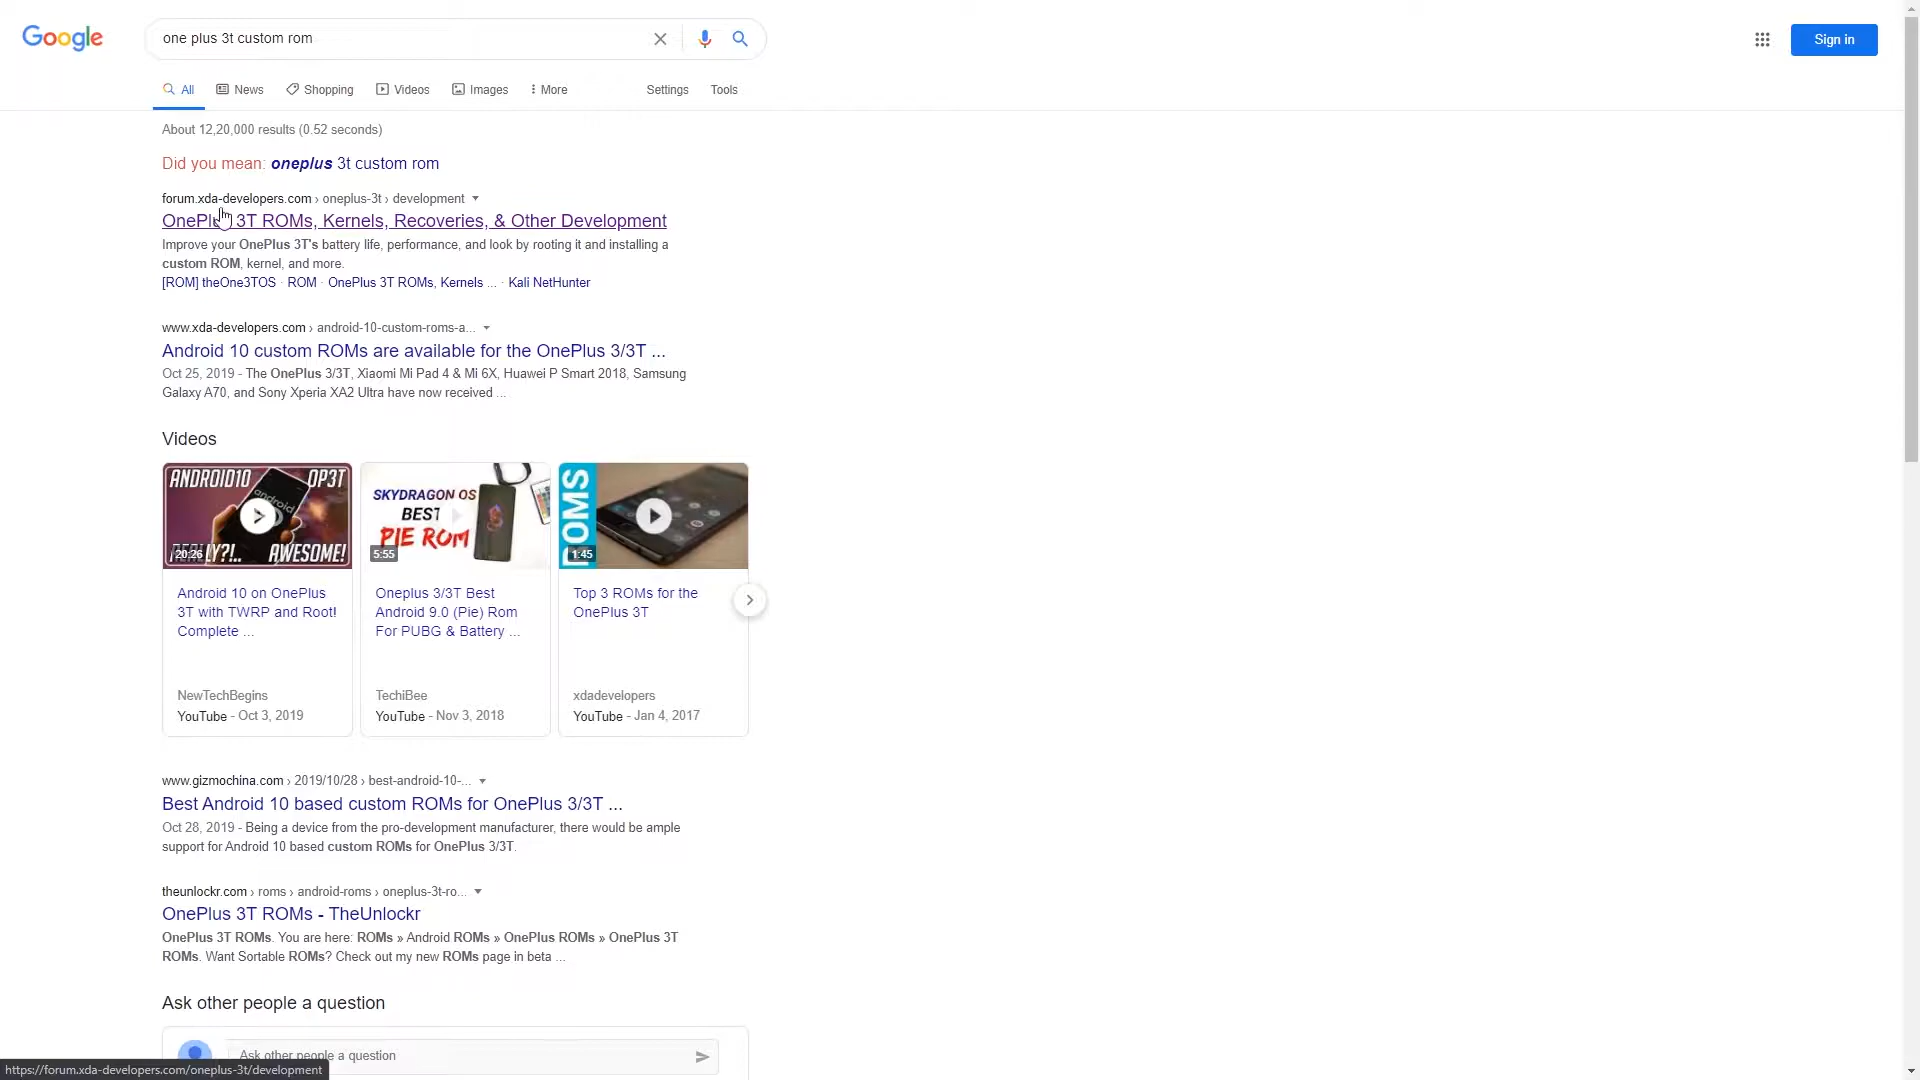 Google
one plus 3t custom rom
Sign in
All
News
Shopping
Videos
Images
More
Settings
Tools
About 12,20,000 results (0.52 seconds)
Did you mean: oneplus 3t custom rom
forum.xda-developers.com › oneplus-3t › development
OnePlus 3T ROMs, Kernels, Recoveries, & Other Development
Improve your OnePlus 3T's battery life, performance, and look by rooting it and installing a
custom ROM, kernel, and more.
[ROM] theOne3TOS · ROM · OnePlus 3T ROMs, Kernels ... · Kali NetHunter
www.xda-developers.com › android-10-custom-roms-a...
Android 10 custom ROMs are available for the OnePlus 3/3T ...
Oct 25, 2019 - The OnePlus 3/3T, Xiaomi Mi Pad 4 & Mi 6X, Huawei P Smart 2018, Samsung
Galaxy A70, and Sony Xperia XA2 Ultra have now received ...
Videos
ANDROID10 OP3T
android
AWESOME!
20:26
SKYDRAGON OS
BEST
PIE ROM
5:55
ROMS
1:45
Android 10 on OnePlus
3T with TWRP and Root!
Complete ...
NewTechBegins
YouTube - Oct 3, 2019
Oneplus 3/3T Best
Android 9.0 (Pie) Rom
For PUBG & Battery ...
TechiBee
YouTube - Nov 3, 2018
Top 3 ROMs for the
OnePlus 3T
xdadevelopers
YouTube - Jan 4, 2017
www.gizmochina.com › 2019/10/28 › best-android-10-...
Best Android 10 based custom ROMs for OnePlus 3/3T ...
Oct 28, 2019 - Being a device from the pro-development manufacturer, there would be ample
support for Android 10 based custom ROMs for OnePlus 3/3T.
theunlockr.com › roms › android-roms › oneplus-3t-ro...
OnePlus 3T ROMs - TheUnlockr
OnePlus 3T ROMs. You are here: ROMs » Android ROMs » OnePlus ROMs » OnePlus 3T
ROMs. Want Sortable ROMs? Check out my new ROMs page in beta ...
Ask other people a question
Ask other people a question
https://forum.xda-developers.com/oneplus-3t/development